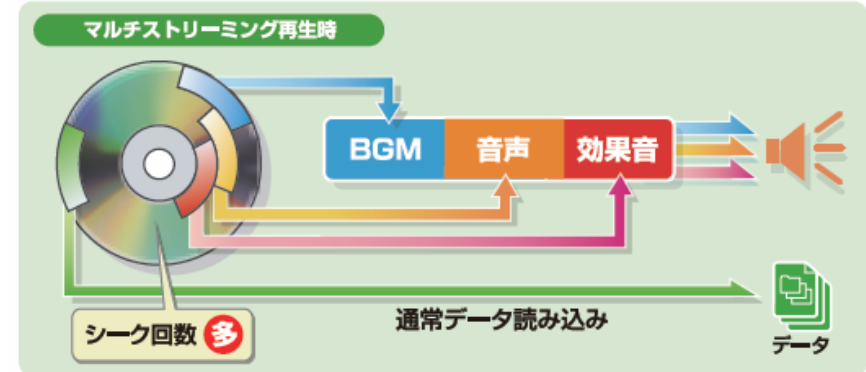 マルチストリーミング再生時
BGM
音声
効果音
シーク回数 多
通常データ読み込み
データ